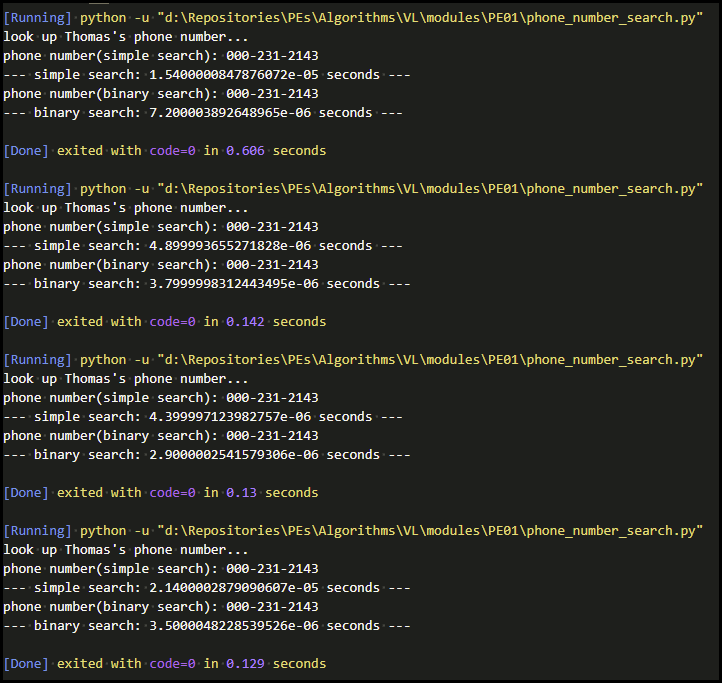 [Running] python -u "d:\Repositories\PEs\Algorithms\VL\modules\PE01\phone_number_search.py"
look up Thomas's phone number...
phone number(simple search): 000-231-2143
--- simple search: 1.5400000847876072e-05 seconds ---
phone number(binary search): 000-231-2143
--- binary search: 7.200003892648965e-06 seconds ---
[Done] exited with code=0 in 0.606 seconds
[Running] python -u "d:\Repositories\PEs\Algorithms\VL\modules\PE01\phone_number_search.py"
look up Thomas's phone number...
phone number(simple search): 000-231-2143
--- simple search: 4.899993655271828e-06 seconds ---
phone number(binary search): 000-231-2143
--- binary search: 3.7999998312443495e-06 seconds ---
[Done] exited with code=0 in 0.142 seconds
[Running] python -u "d:\Repositories\PEs\Algorithms\VL\modules\PE01\phone_number_search.py"
look up Thomas's phone number...
phone number(simple search): 000-231-2143
--- simple search: 4.399997123982757e-06 seconds ---
phone number(binary search): 000-231-2143
--- binary search: 2.9000002541579306e-06 seconds ---
[Done] exited with code=0 in 0.13 seconds
[Running] python -u "d:\Repositories\PEs\Algorithms\VL\modules\PE01\phone_number_search.py"
look up Thomas's phone number...
phone number(simple search): 000-231-2143
--- simple search: 2.1400002879090607e-05 seconds ---
phone number(binary search): 000-231-2143
--- binary search: 3.5000048228539526e-06 seconds ---
[Done] exited with code=0 in 0.129 seconds